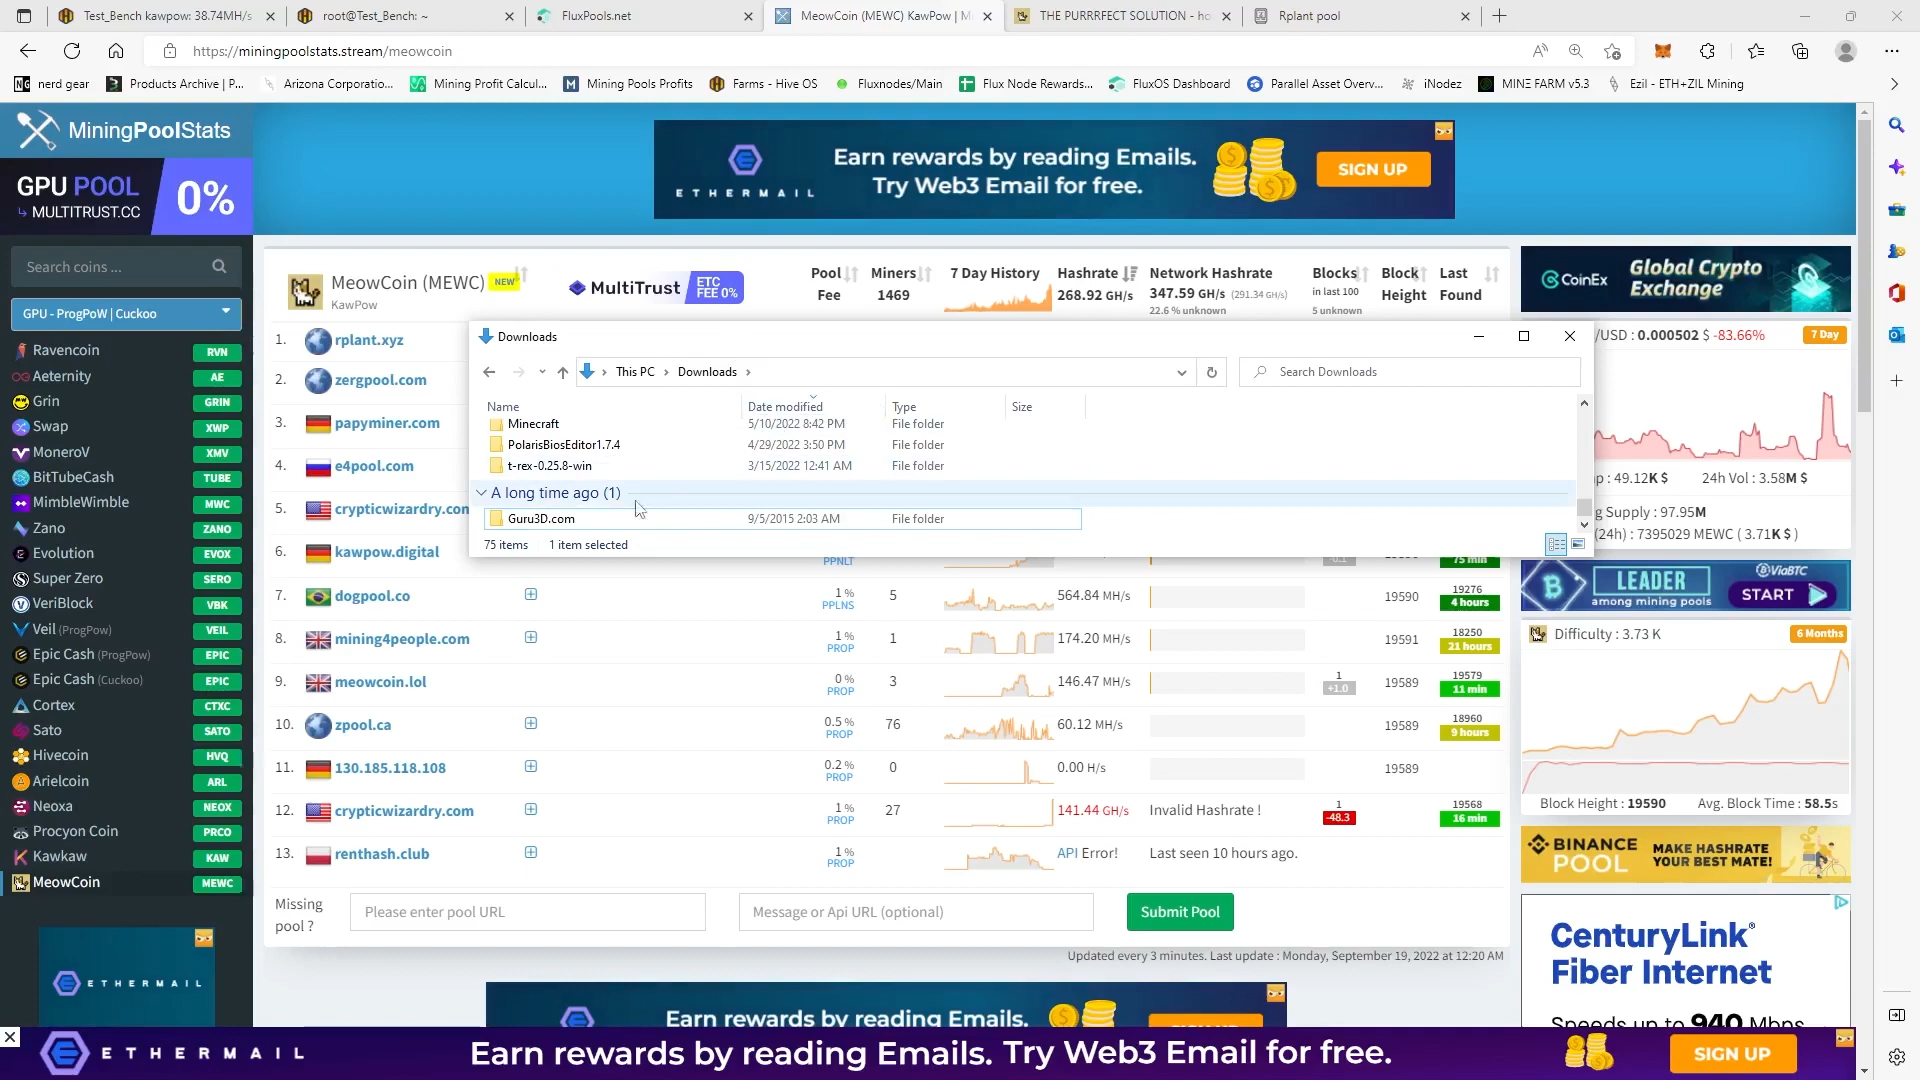 Test_Bench kawpow: 38.74MH/s
root@Test_Bench: ~
FluxPools.net
MeowCoin (MEWC) KawPow | M
THE PURRRFECT SOLUTION - ho
Rplant pool
https://miningpoolstats.stream/meowcoin
nerd gear
Products Archive | P...
Arizona Corporatio...
Mining Profit Calcul...
Mining Pools Profits
Farms - Hive OS
Fluxnodes/Main
Flux Node Rewards...
FluxOS Dashboard
Parallel Asset Overv...
iNodez
MINE FARM v5.3
Ezil - ETH+ZIL Mining
MiningPoolStats
GPU POOL
MULTITRUST.CC
0%
ETHERMAIL
Earn rewards by reading Emails.
Try Web3 Email for free.
SIGN UP
Search coins ...
GPU - ProgPoW | Cuckoo
Ravencoin RVN
Aeternity AE
Grin GRIN
Swap XWP
MoneroV XMV
BitTubeCash TUBE
MimbleWimble MWC
Zano ZANO
Evolution EVOX
Super Zero SERO
VeriBlock VBK
Veil (ProgPow) VEIL
Epic Cash (ProgPow) EPIC
Epic Cash (Cuckoo) EPIC
Cortex CTXC
Sato SATO
Hivecoin HVQ
Arielcoin ARL
Neoxa NEOX
Procyon Coin PRCO
Kawkaw KAW
MeowCoin MEWC
ETHERMAIL
MeowCoin (MEWC) NEW
KawPow
MultiTrust
ETC
FEE 0%
Pool
Fee
Miners
1469
7 Day History
Hashrate
268.92 GH/s
Network Hashrate
347.59 GH/s (291.34 GH/s)
22.6 % unknown
Blocks
in last 100
5 unknown
Block
Height
Last
Found
1. rplant.xyz
2. zergpool.com
3. papyminer.com
4. e4pool.com
5. crypticwizardry.com
6. kawpow.digital
PPNLT
75 min
7. dogpool.co 1 % PPLNS 5 564.84 MH/s 19590 19276 4 hours
8. mining4people.com 1 % PROP 1 174.20 MH/s 19591 18250 21 hours
9. meowcoin.lol 0 % PROP 3 146.47 MH/s 1 +1.0 19589 19579 11 min
10. zpool.ca 0.5 % PROP 76 60.12 MH/s 19589 18960 9 hours
11. 130.185.118.108 0.2 % PROP 0 0.00 H/s 19589
12. crypticwizardry.com 1 % PROP 27 141.44 GH/s Invalid Hashrate ! 1 -48.3 19568 16 min
13. renthash.club 1 % PROP API Error! Last seen 10 hours ago.
Missing
pool ?
Please enter pool URL
Message or Api URL (optional)
Submit Pool
Updated every 3 minutes. Last update : Monday, September 19, 2022 at 12:20 AM
Downloads
This PC > Downloads >
Search Downloads
Name Date modified Type Size
Minecraft 5/10/2022 8:42 PM File folder
PolarisBiosEditor1.7.4 4/29/2022 3:50 PM File folder
t-rex-0.25.8-win 3/15/2022 12:41 AM File folder
A long time ago (1)
Guru3D.com 9/5/2015 2:03 AM File folder
75 items 1 item selected
CoinEx
Global Crypto
Exchange
/USD : 0.000502 $ -83.66%
7 Day
p : 49.12K $ 24h Vol : 3.58M $
g Supply : 97.95M
(24h) : 7395029 MEWC ( 3.71K $ )
LEADER
among mining pools
ViaBTC
START
Difficulty : 3.73 K
6 Months
Block Height : 19590 Avg. Block Time : 58.5s
BINANCE
POOL
MAKE HASHRATE
YOUR BEST MATE!
CenturyLink®
Fiber Internet
Speeds up to 940 Mbps
Earn rewards by reading Emails.
ETHERMAIL
Earn rewards by reading Emails. Try Web3 Email for free.
SIGN UP